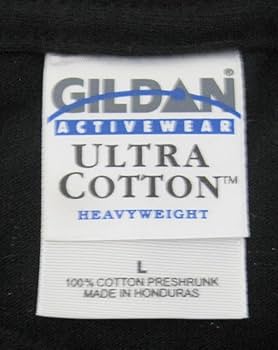 GILDAN®
ACTIVEWEAR
ULTRA
COTTON™
HEAVYWEIGHT
L
100% COTTON PRESHRUNK
MADE IN HONDURAS